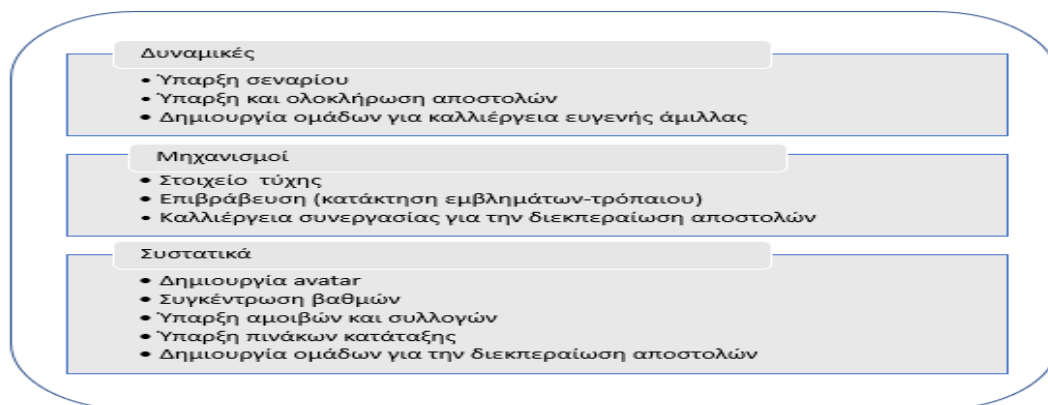 Δυναμικές
• Ύπαρξη σεναρίου
• Ύπαρξη και ολοκλήρωση αποστολών
• Δημιουργία ομάδων για καλλιέργεια ευγενής άμιλλας
Μηχανισμοί
• Στοιχείο τύχης
• Επιβράβευση (κατάκτηση εμβλημάτων-τρόπαιου)
• Καλλιέργεια συνεργασίας για την διεκπεραίωση αποστολών
Συστατικά
• Δημιουργία avatar
• Συγκέντρωση βαθμών
• Ύπαρξη αμοιβών και συλλογών
• Ύπαρξη πινάκων κατάταξης
• Δημιουργία ομάδων για την διεκπεραίωση αποστολών